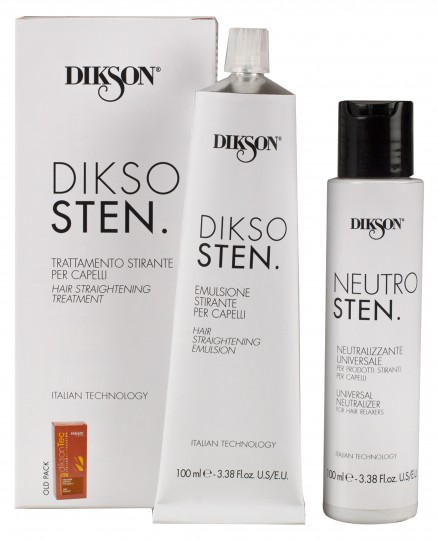 DIKSON®
DIKSO
STEN.
TRATTAMENTO STIRANTE
PER CAPELLI
HAIR STRAIGHTENING
TREATMENT
ITALIAN TECHNOLOGY
OLD PACK
DIKSON®
DIKSO
STEN.
EMULSIONE
STIRANTE
PER CAPELLI
HAIR
STRAIGHTENING
EMULSION
ITALIAN TECHNOLOGY
100 ml ℮ - 3.38 Fl.oz. U.S/E.U.
DIKSON®
NEUTRO
STEN.
NEUTRALIZZANTE
UNIVERSALE
PER PRODOTTI STIRANTI
PER CAPELLI
UNIVERSAL
NEUTRALIZER
FOR HAIR RELAXERS
ITALIAN TECHNOLOGY
100 ml ℮ - 3.38 Fl.oz. U.S/E.U.